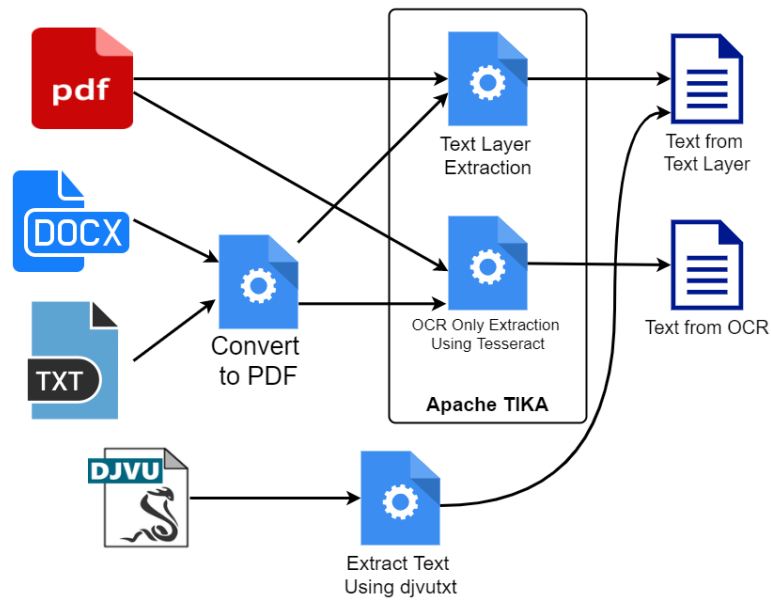 pdf
Text Layer
Extraction
Text from
Text Layer
DOCX
OCR Only Extraction
Using Tesseract
Text from OCR
Convert
to PDF
TXT
Apache TIKA
DJVU
Extract Text
Using djvutxt